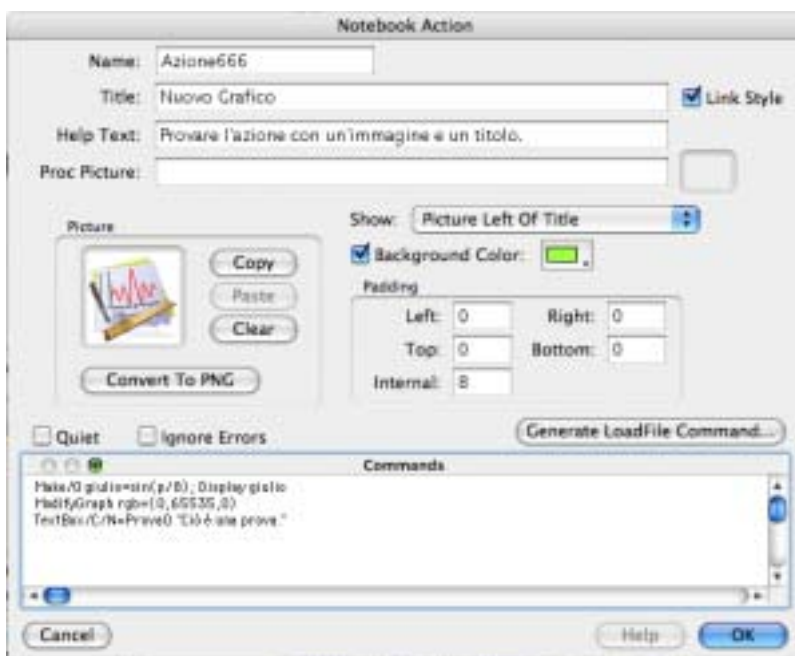 Notebook Action
Name: Azione666
Title: Nuovo Grafico
Link Style
Help Text: Provare l'azione con un'immagine e un titolo.
Proc Picture:
Picture
Copy
Paste
Clear
Convert To PNG
Show: Picture Left Of Title
Background Color:
Padding
Left: 0 Right: 0
Top: 0 Bottom: 0
Internal: 8
Quiet Ignore Errors
Generate LoadFile Command...
Commands
Make/O giulio=sin(p/8); Display giulio
ModifyGraph rgb=(0,65535,0)
TextBox/C/N=Prova0 "Ciò è una prova."
Cancel Help OK